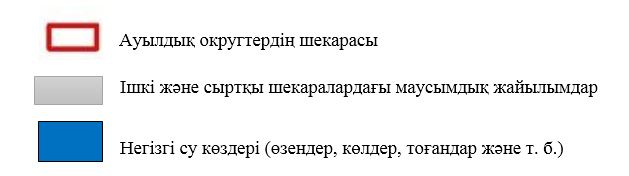 Ауылдық округтердің шекарасы
Ішкі және сыртқы шекаралардағы маусымдық жайылымдар
Негізгі су көздері (өзендер, көлдер, тоғандар және т. б.)